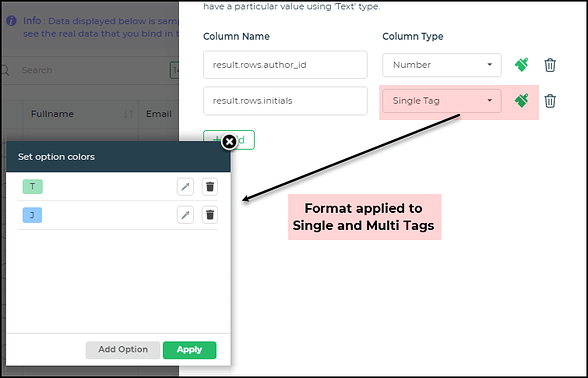 have a particular value using 'Text' type.
Info : Data displayed below is samp
see the real data that you bind in t
Column Name
Column Type
Search
14
result.rows.author_id
Number
result.rows.initials
Single Tag
Fullname
Email
Set option colors
T
J
Format applied to
Single and Multi Tags
Add Option
Apply